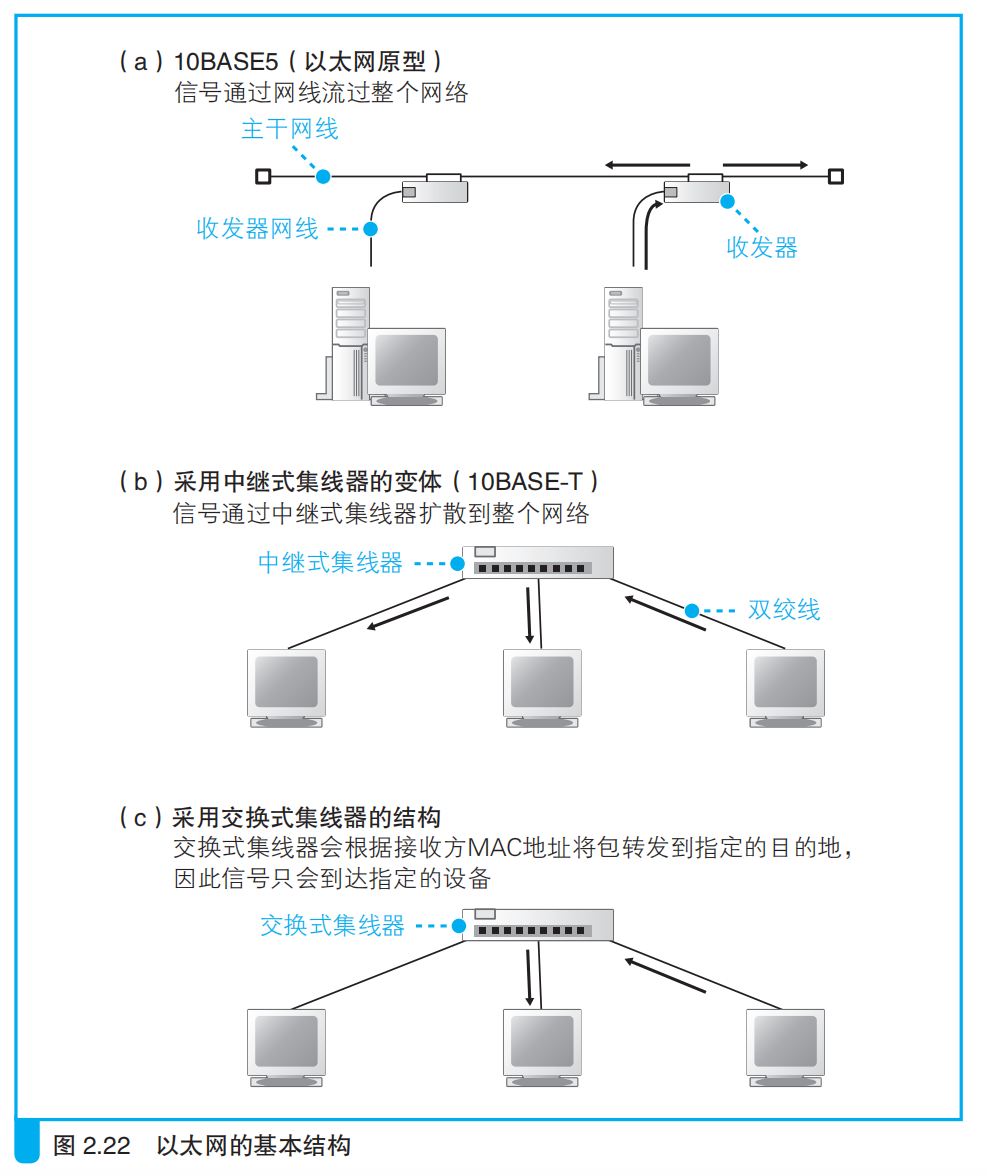 （a）10BASE5（以太网原型）
信号通过网线流过整个网络
主干网线
收发器网线
收发器
（b）采用中继式集线器的变体（10BASE-T）
信号通过中继式集线器扩散到整个网络
中继式集线器
双绞线
（c）采用交换式集线器的结构
交换式集线器会根据接收方MAC地址将包转发到指定的目的地，
因此信号只会到达指定的设备
交换式集线器
图 2.22 以太网的基本结构